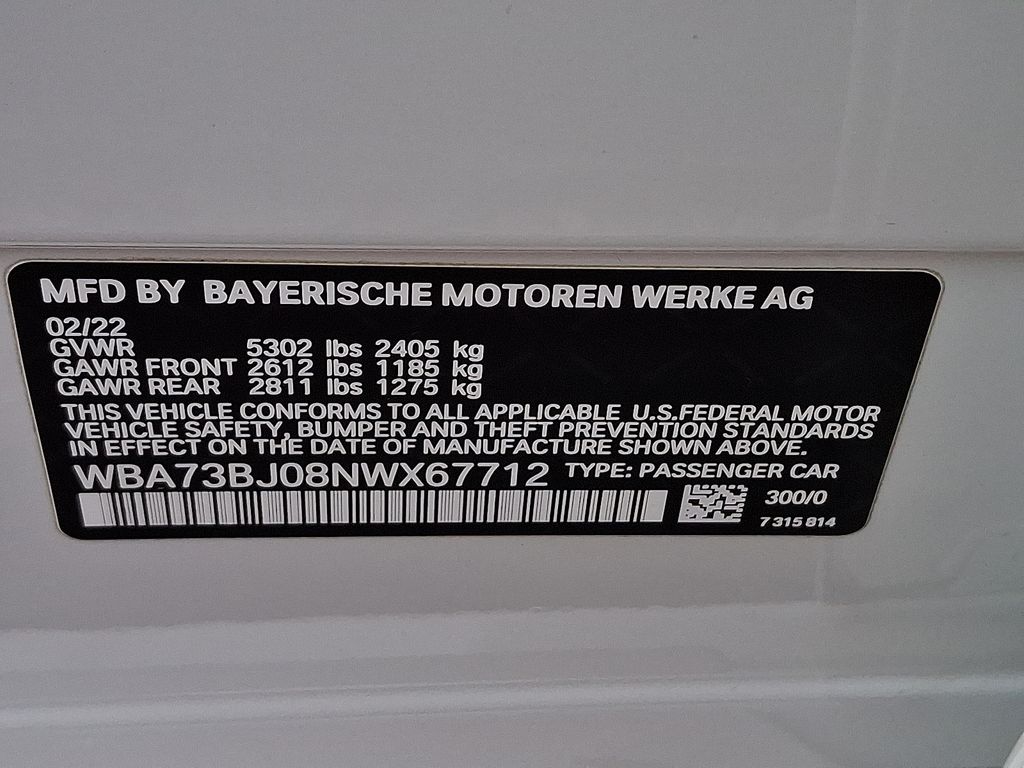 MFD BY BAYERISCHE MOTOREN WERKE AG
02/22
GVWR 5302 lbs 2405 kg
GAWR FRONT 2612 lbs 1185 kg
GAWR REAR 2811 lbs 1275 kg
THIS VEHICLE CONFORMS TO ALL APPLICABLE U.S.FEDERAL MOTOR
VEHICLE SAFETY, BUMPER AND THEFT PREVENTION STANDARDS
IN EFFECT ON THE DATE OF MANUFACTURE SHOWN ABOVE.
WBA73BJ08NWX67712 TYPE: PASSENGER CAR
300/0
7 315 814